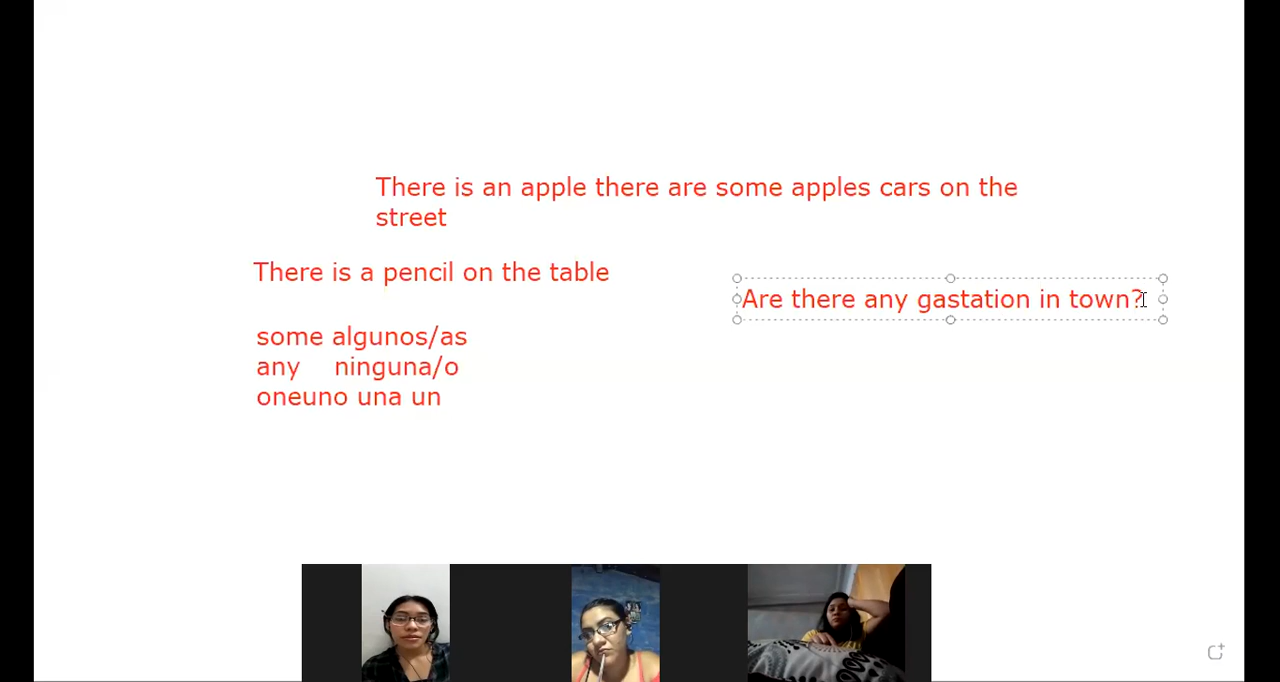 There is an apple there are some apples cars on the
street
There is a pencil on the table
Are there any gastation in town?
some algunos/as
any ninguna/o
oneuno una un